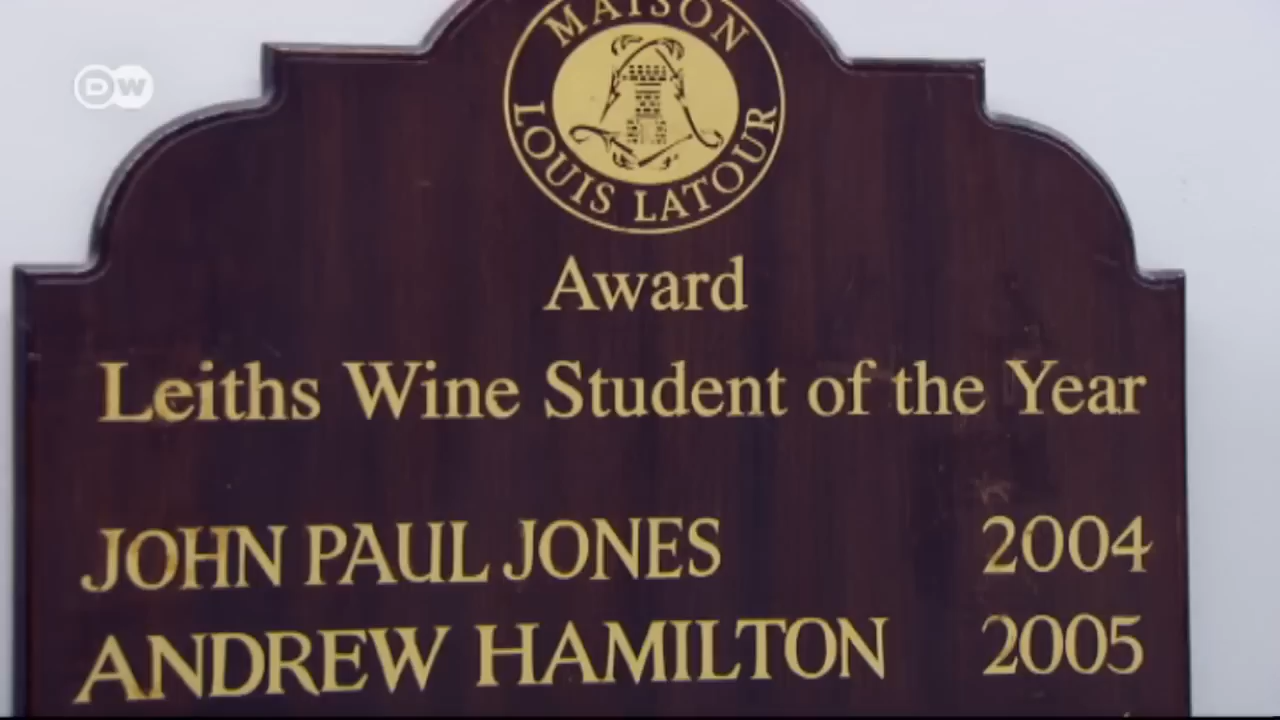 DW
MAISON
LOUIS LATOUR
Award
Leiths Wine Student of the Year
JOHN PAUL JONES 2004
ANDREW HAMILTON 2005